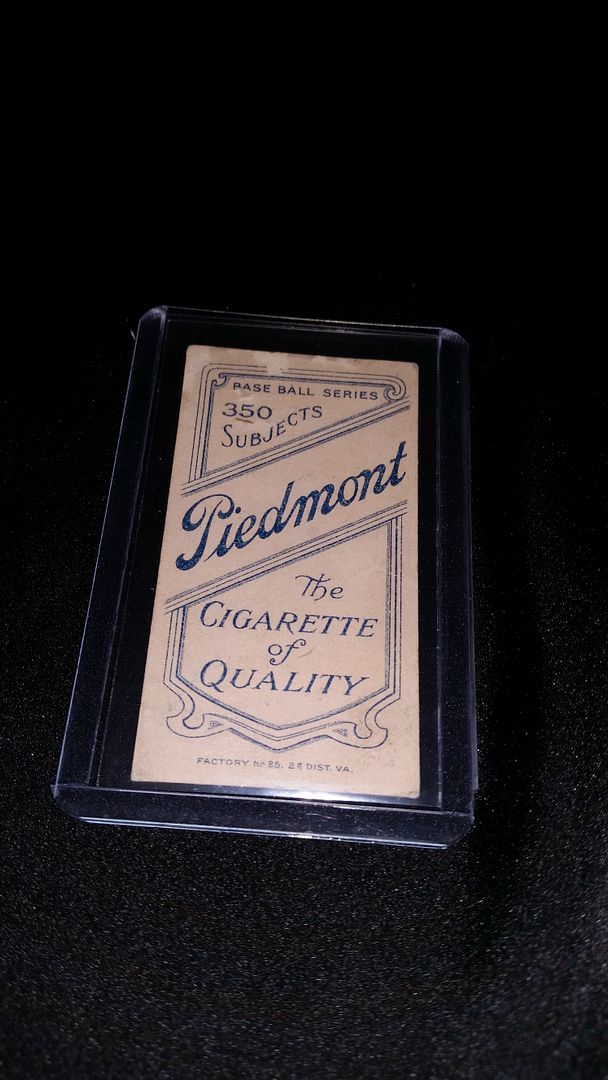 BASE BALL SERIES
350
SUBJECTS
Piedmont
The
CIGARETTE
of
QUALITY
FACTORY No 25. 2d DIST. VA.